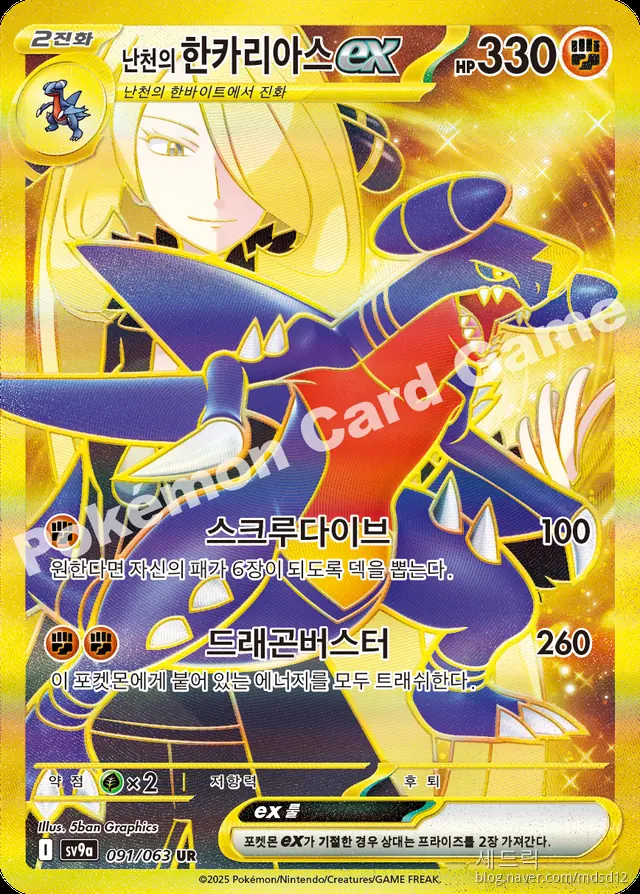 2진화
난천의 한카리아스 ex
HP 330
난천의 한바이트에서 진화
Pokémon Card Game
스크루다이브 100
원한다면 자신의 패가 6장이 되도록 덱을 뽑는다.
드래곤버스터 260
이 포켓몬에게 붙어 있는 에너지를 모두 트래쉬한다.
약점 ×2 저항력 후퇴
ex 룰
포켓몬 ex가 기절한 경우 상대는 프라이즈를 2장 가져간다.
Illus. 5ban Graphics
I sv9a 091/063 UR
세드릭
blog.naver.com/mdsd12
©2025 Pokémon/Nintendo/Creatures/GAME FREAK.